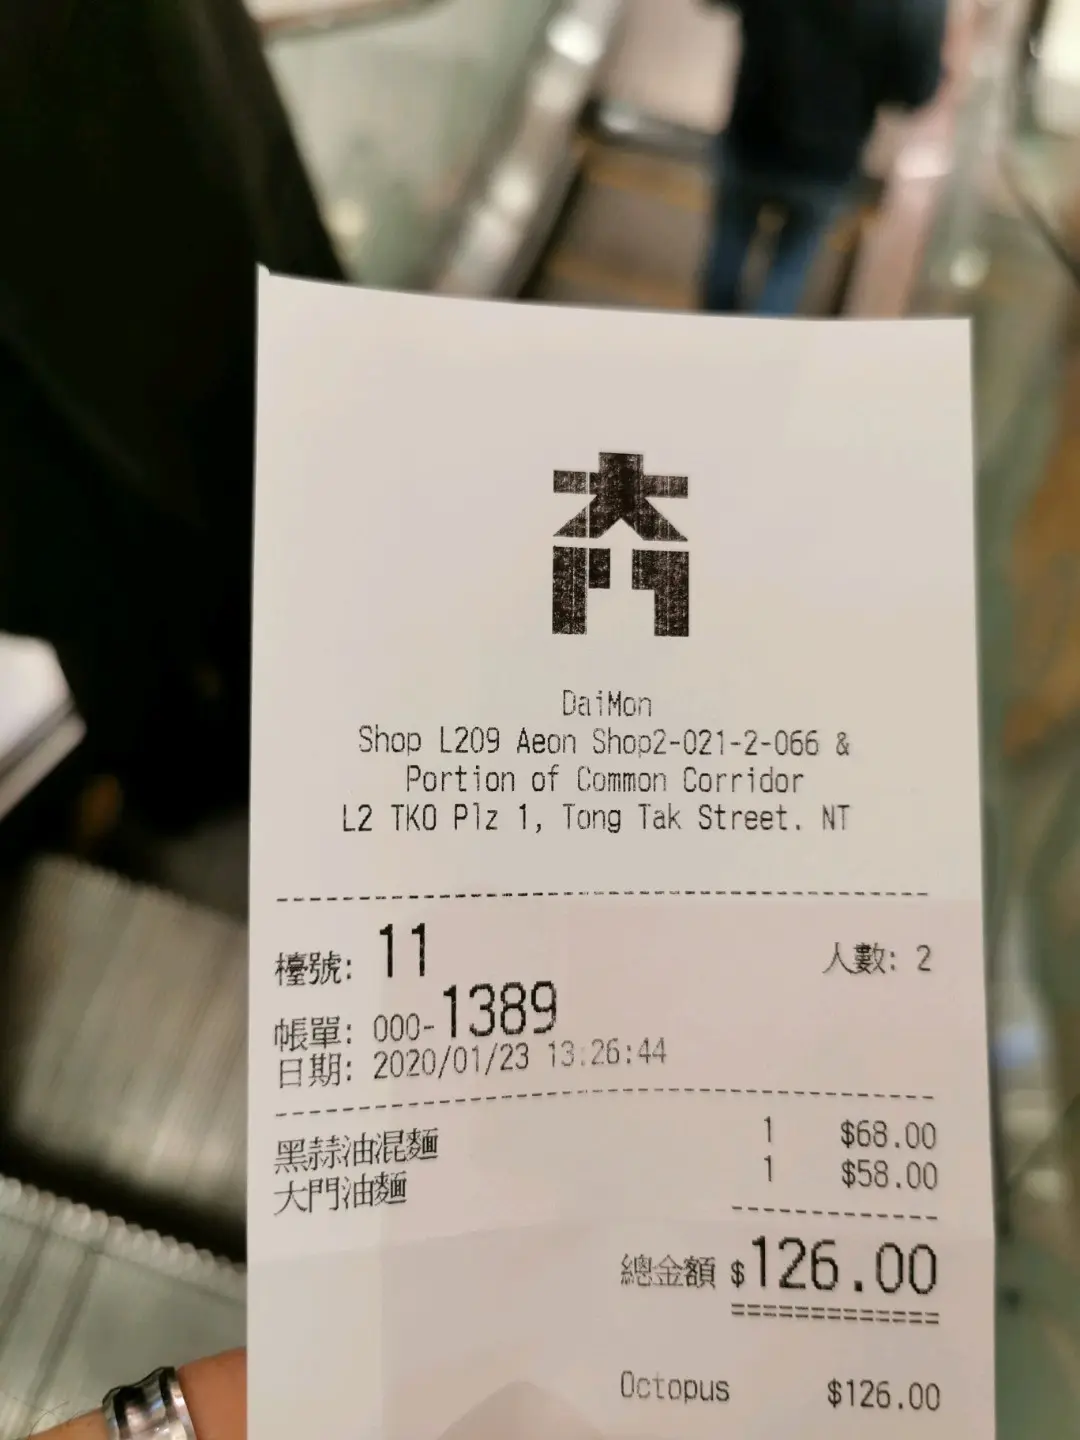 大門
DaiMon
Shop L209 Aeon Shop2-021-2-066 &
Portion of Common Corridor
L2 TKO Plz 1, Tong Tak Street. NT
檯號: 11 人數: 2
帳單: 000-1389
日期: 2020/01/23 13:26:44
黑蒜油混麵 1 $68.00
大門油麵 1 $58.00
總金額 $126.00
Octopus $126.00